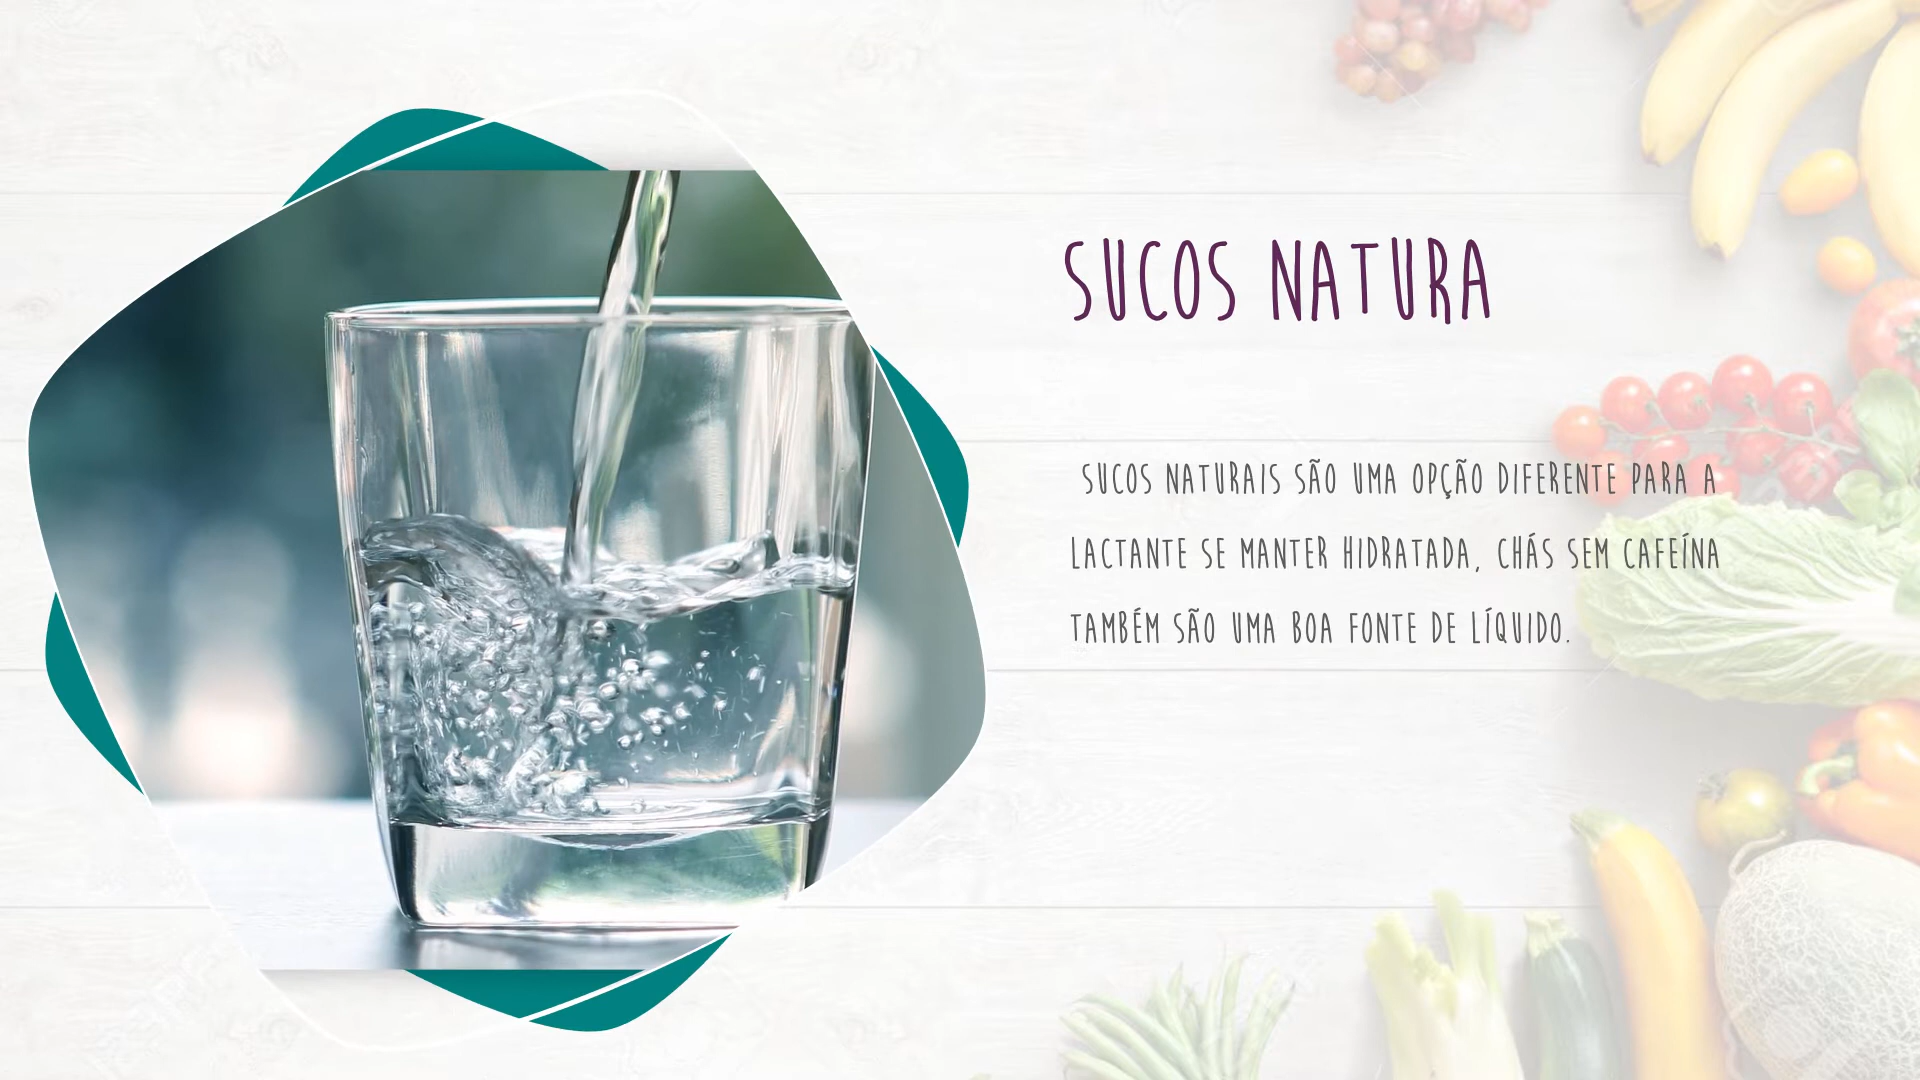 SUCOS NATURA
SUCOS NATURAIS SÃO UMA OPÇÃO DIFERENTE PARA A
LACTANTE SE MANTER HIDRATADA, CHÁS SEM CAFEÍNA
TAMBÉM SÃO UMA BOA FONTE DE LÍQUIDO.